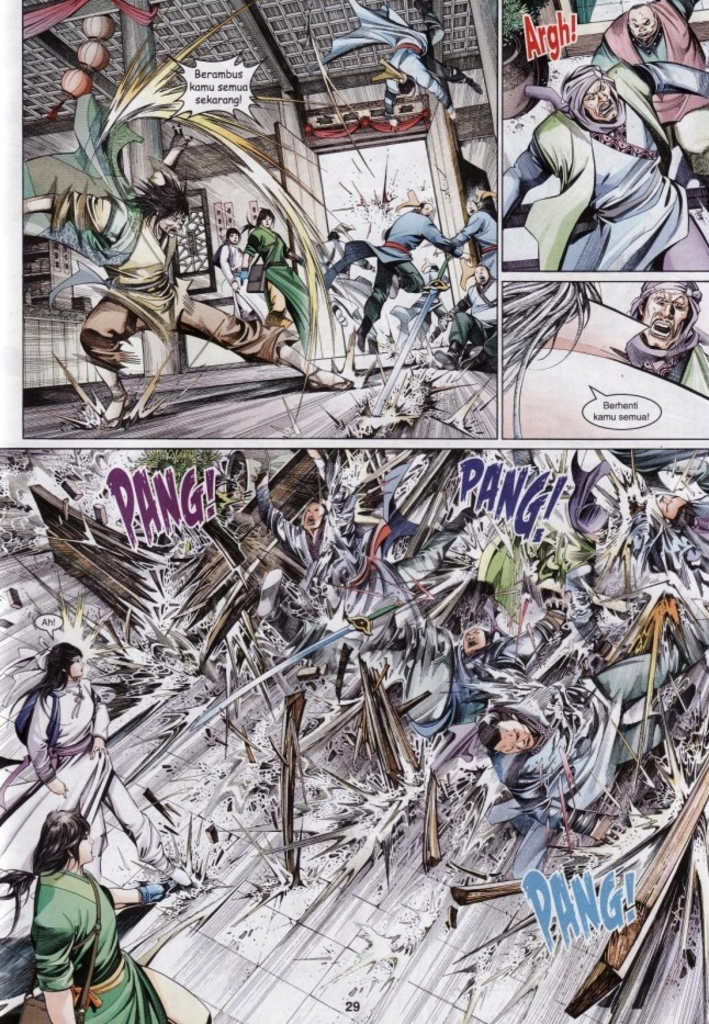 Berambus
kamu semua
sekarang!
Argh!
Berhenti
kamu semua!
PANG!
PANG!
Ah!
PANG!
29